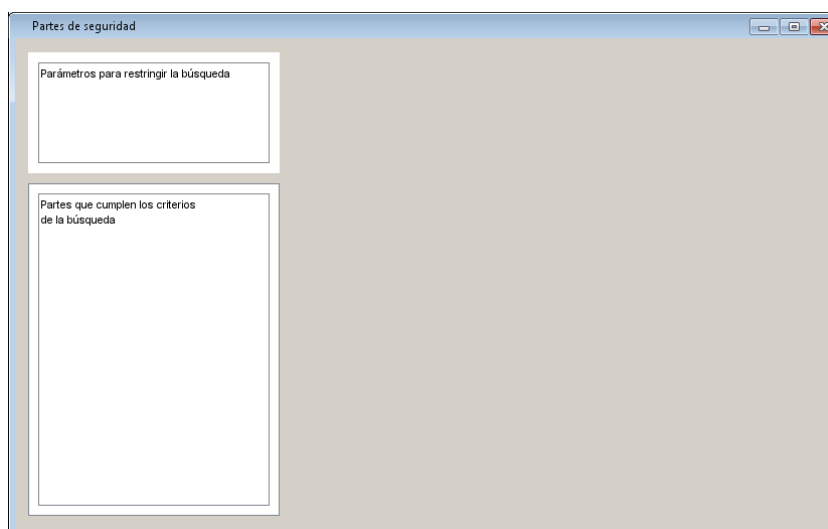 Partes de seguridad
Parámetros para restringir la búsqueda
Partes que cumplen los criterios
de la búsqueda